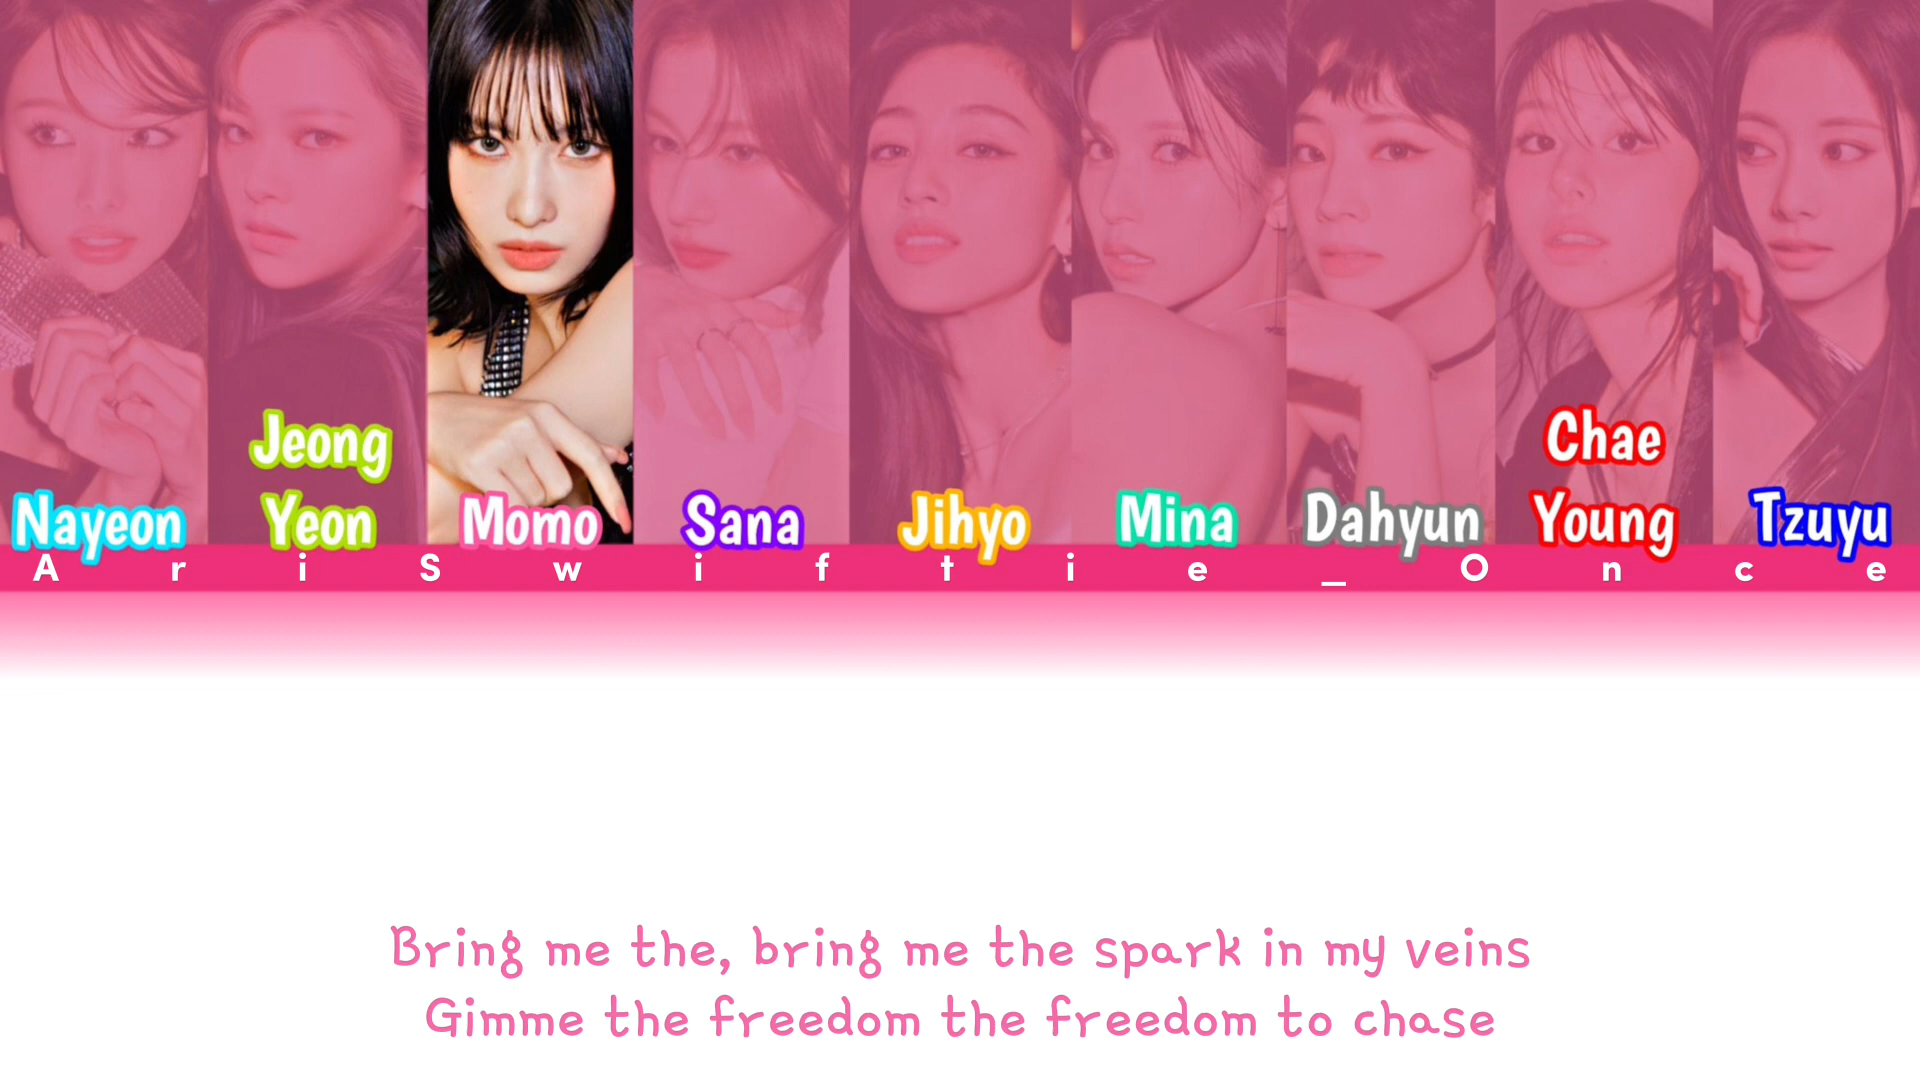 Jeong
Chae
Nayeon Yeon Momo Sana Jihyo Mina Dahyun Young Tzuyu
AriSwiftie_Once
Bring me the, bring me the spark in my veins
Gimme the freedom the freedom to chase